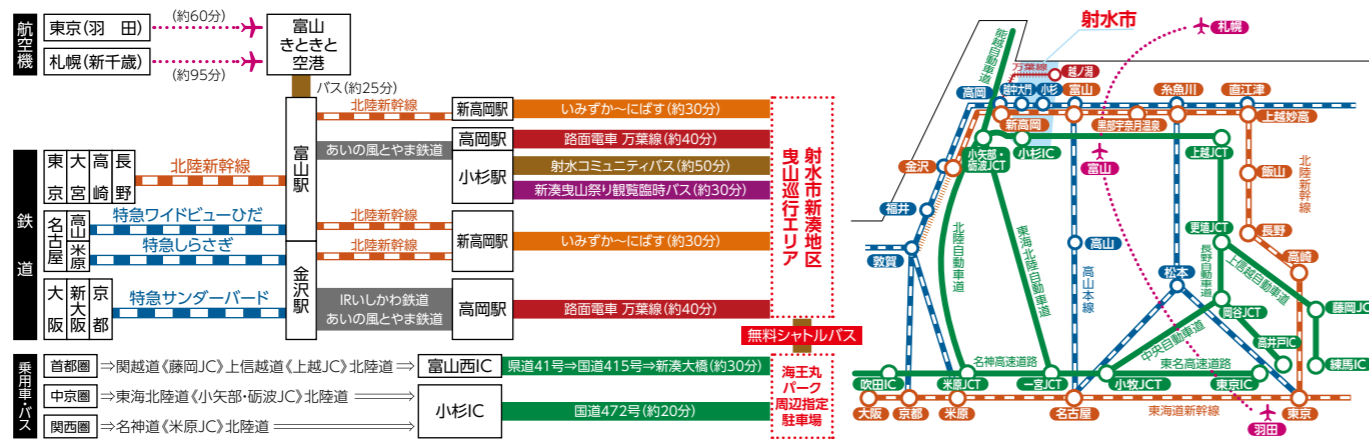 航空機
東京(羽　田)
(約60分)
札幌(新千歳)
(約95分)
富山
きときと
空港
バス(約25分)
鉄道
東京
大宮
高崎
長野
北陸新幹線
名古屋
高山
米原
特急ワイドビューひだ
特急しらさぎ
大阪
新大阪
京都
特急サンダーバード
富山駅
金沢駅
北陸新幹線
新高岡駅
いみずか〜にばす(約30分)
あいの風とやま鉄道
高岡駅
路面電車 万葉線(約40分)
小杉駅
射水コミュニティバス(約50分)
新湊曳山祭り観覧臨時バス(約30分)
北陸新幹線
北陸新幹線
新高岡駅
いみずか〜にばす(約30分)
IRいしかわ鉄道
あいの風とやま鉄道
高岡駅
路面電車 万葉線(約40分)
射水市新湊地区
曳山巡行エリア
無料シャトルバス
乗用車・バス
首都圏
⇒関越道《藤岡JC》上信越道《上越JC》北陸道⇒
富山西IC
県道41号⇒国道415号⇒新湊大橋(約30分)
中京圏
⇒東海北陸道《小矢部・砺波JC》北陸道⇒
関西圏
⇒名神道《米原JC》北陸道⇒
小杉IC
国道472号(約20分)
海王丸
パーク
周辺指定
駐車場
射水市
札幌
能越自動車道
万葉線
越ノ潟
高岡
越中大門
小杉
富山
糸魚川
直江津
新高岡
黒部宇奈月温泉
上越妙高
金沢
小矢部・
砺波JCT
小杉IC
富山
上越JCT
飯山
北陸新幹線
福井
北陸自動車道
東海北陸自動車道
更埴JCT
長野
敦賀
高山
高山本線
松本
長野自動車道
上信越自動車道
高崎
岡谷JCT
藤岡JC
中央自動車道
高井戸IC
練馬IC
名神高速道路
東名高速道路
吹田IC
米原JCT
一宮JCT
小牧JCT
東京IC
大阪
京都
米原
名古屋
東海道新幹線
東京
羽田